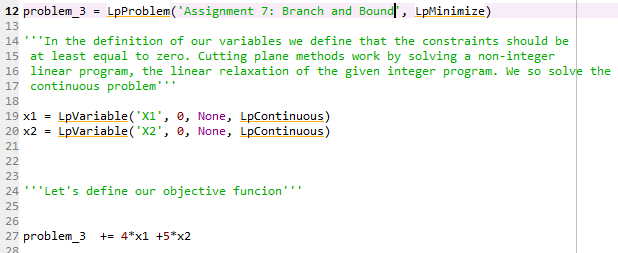 12 problem_3 = LpProblem('Assignment 7: Branch and Bound', LpMinimize)
13
14 '''In the definition of our variables we define that the constraints should be
15  at least equal to zero. Cutting plane methods work by solving a non-integer
16  linear program, the linear relaxation of the given integer program. We so solve the
17  continuous problem'''
18
19 x1 = LpVariable('X1', 0, None, LpContinuous)
20 x2 = LpVariable('X2', 0, None, LpContinuous)
21
22
23
24 '''Let's define our objective funcion'''
25
26
27 problem_3  += 4*x1 +5*x2
28